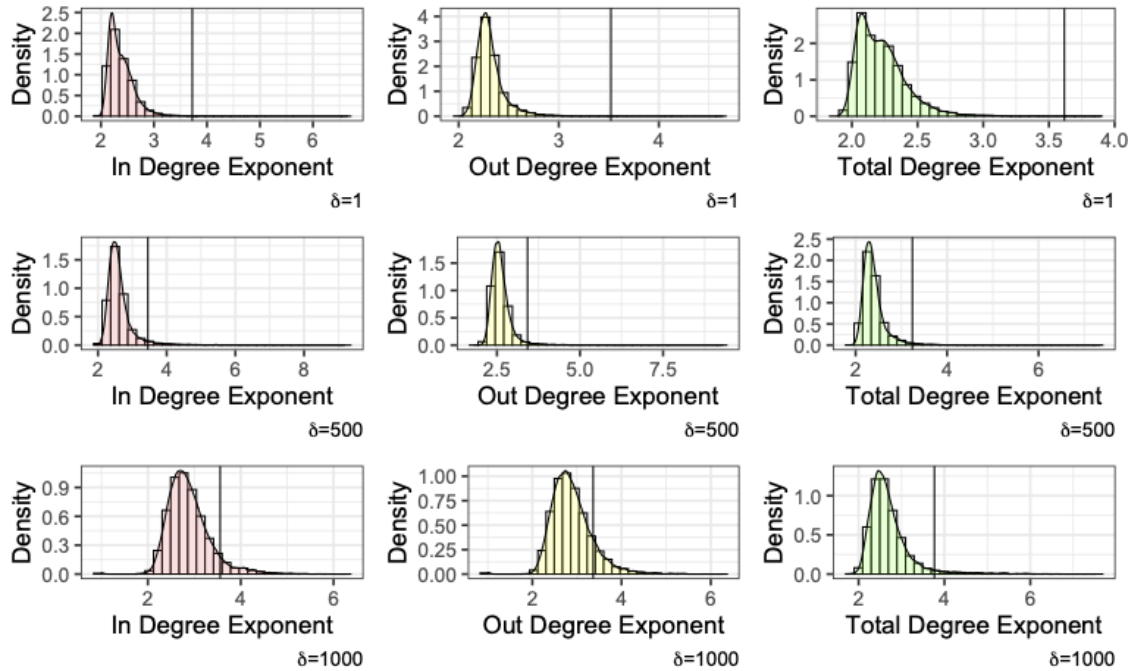 Density
2.5
2.0
1.5
1.0
0.5
0.0
2 3 4 5 6
In Degree Exponent
δ=1
Density
4
3
2
1
0
2 3 4
Out Degree Exponent
δ=1
Density
2
1
0
2.0 2.5 3.0 3.5 4.0
Total Degree Exponent
δ=1
Density
1.5
1.0
0.5
0.0
2 4 6 8
In Degree Exponent
δ=500
Density
1.5
1.0
0.5
0.0
2.5 5.0 7.5
Out Degree Exponent
δ=500
Density
2.5
2.0
1.5
1.0
0.5
0.0
2 4 6
Total Degree Exponent
δ=500
Density
0.9
0.6
0.3
0.0
2 4 6
In Degree Exponent
δ=1000
Density
1.00
0.75
0.50
0.25
0.00
2 4 6
Out Degree Exponent
δ=1000
Density
1.0
0.5
0.0
2 4 6
Total Degree Exponent
δ=1000